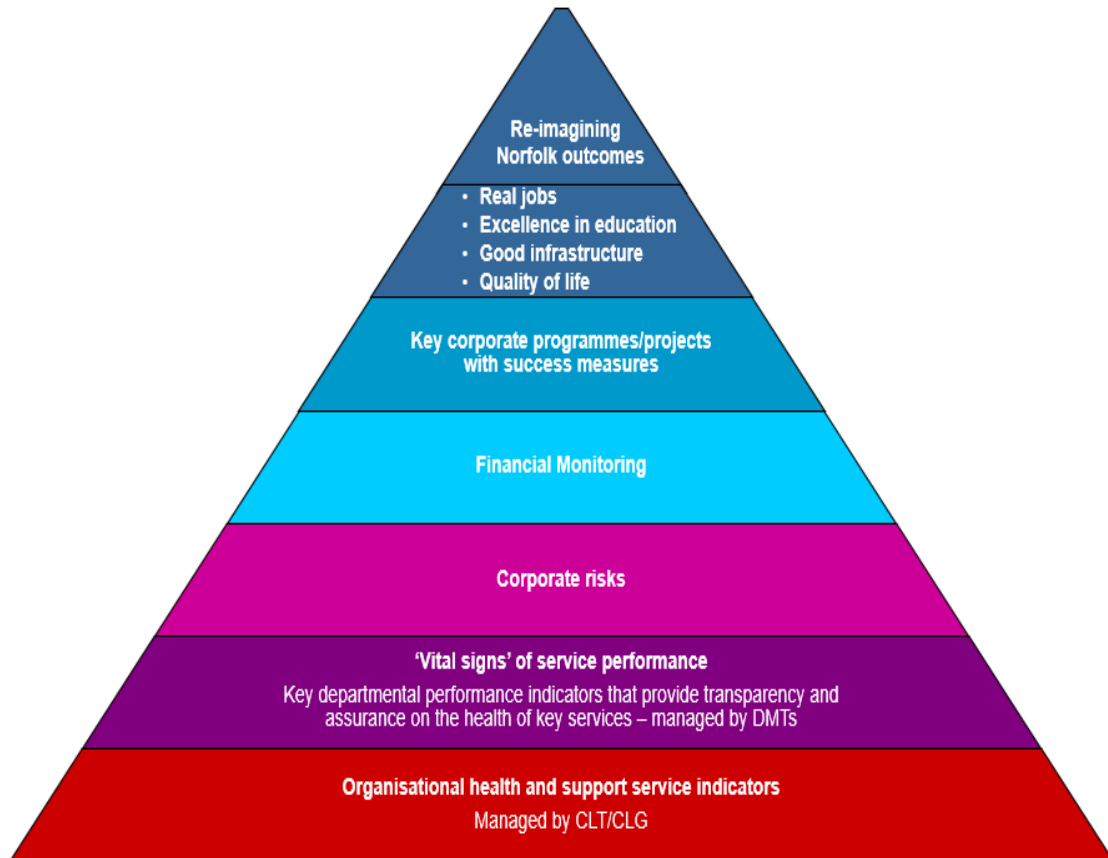 Re-imagining
Norfolk outcomes
• Real jobs
• Excellence in education
• Good infrastructure
• Quality of life
Key corporate programmes/projects
with success measures
Financial Monitoring
Corporate risks
‘Vital signs’ of service performance
Key departmental performance indicators that provide transparency and
assurance on the health of key services – managed by DMTs
Organisational health and support service indicators
Managed by CLT/CLG